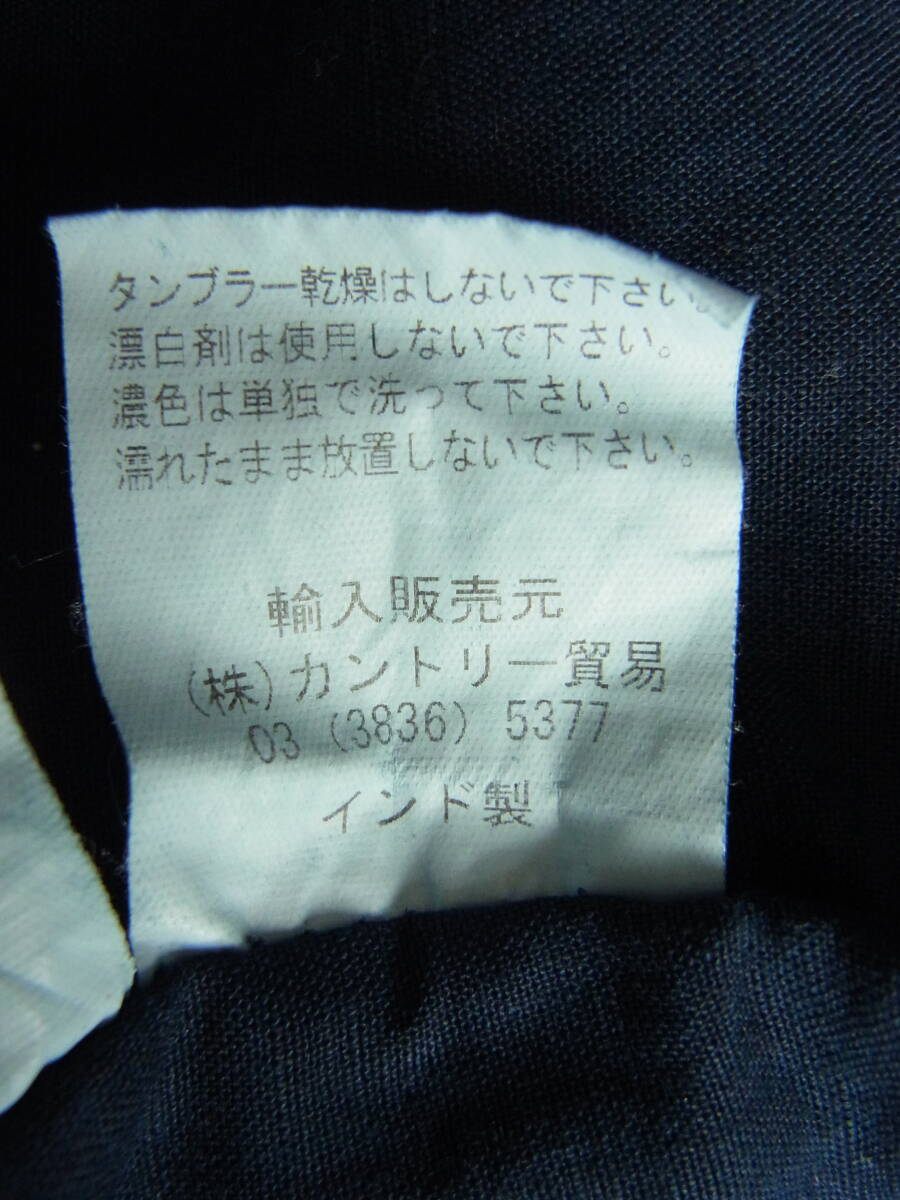 タンブラー乾燥はしないで下さい。
漂白剤は使用しないで下さい。
濃色は単独で洗って下さい。
濡れたまま放置しないで下さい。
輸入販売元
(株)カントリー貿易
03 (3836) 5377
インド製